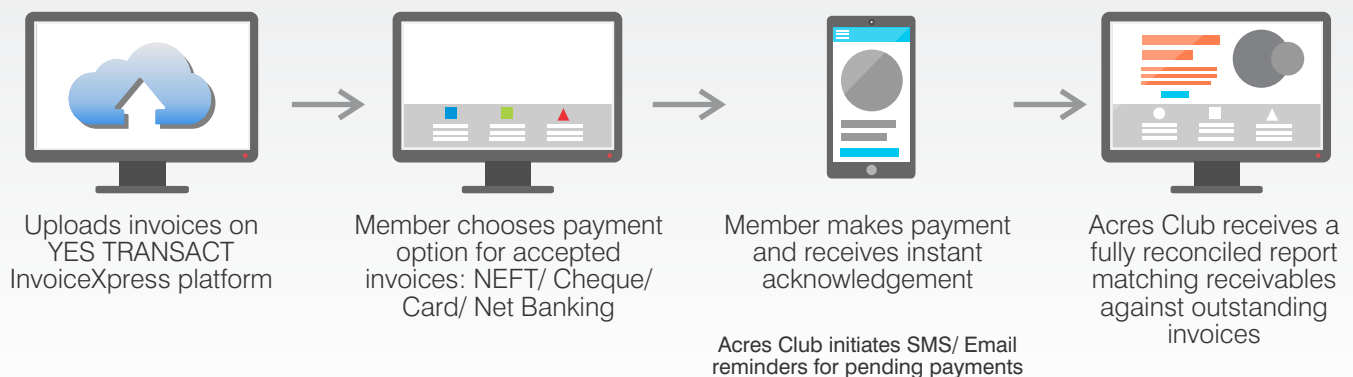 Uploads invoices on
YES TRANSACT
InvoiceXpress platform
Member chooses payment
option for accepted
invoices: NEFT/ Cheque/
Card/ Net Banking
Member makes payment
and receives instant
acknowledgement
Acres Club initiates SMS/ Email
reminders for pending payments
Acres Club receives a
fully reconciled report
matching receivables
against outstanding
invoices